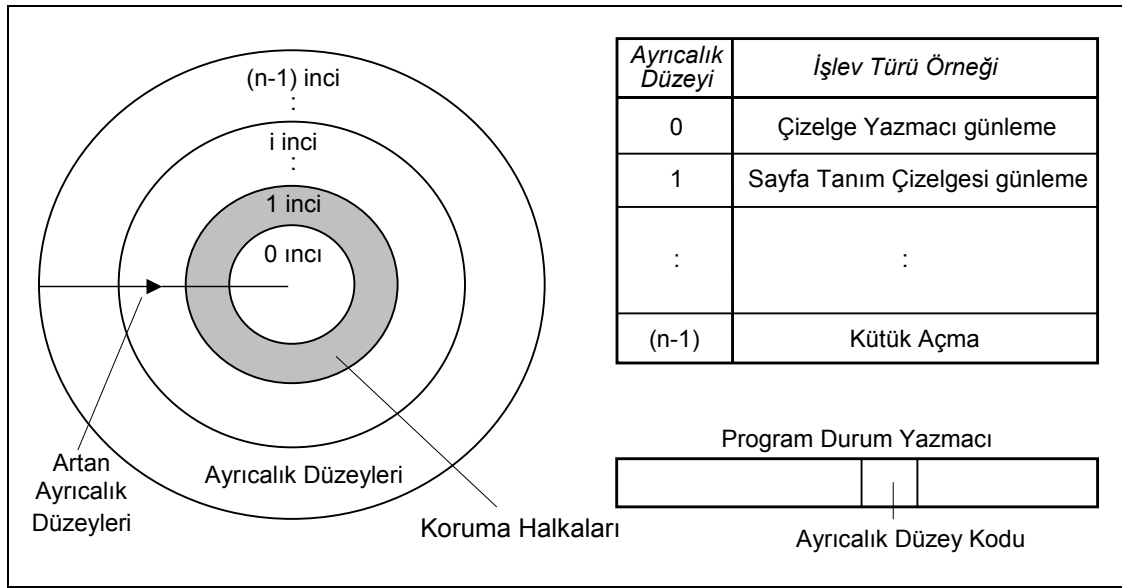 (n-1) inci
:
i inci
:
1 inci
0 ıncı
Artan
Ayrıcalık
Düzeyleri
Ayrıcalık Düzeyleri
Koruma Halkaları
Ayrıcalık Düzeyi İşlev Türü Örneği
0 Çizelge Yazmacı günleme
1 Sayfa Tanım Çizelgesi günleme
: :
(n-1) Kütük Açma
Program Durum Yazmacı
Ayrıcalık Düzey Kodu